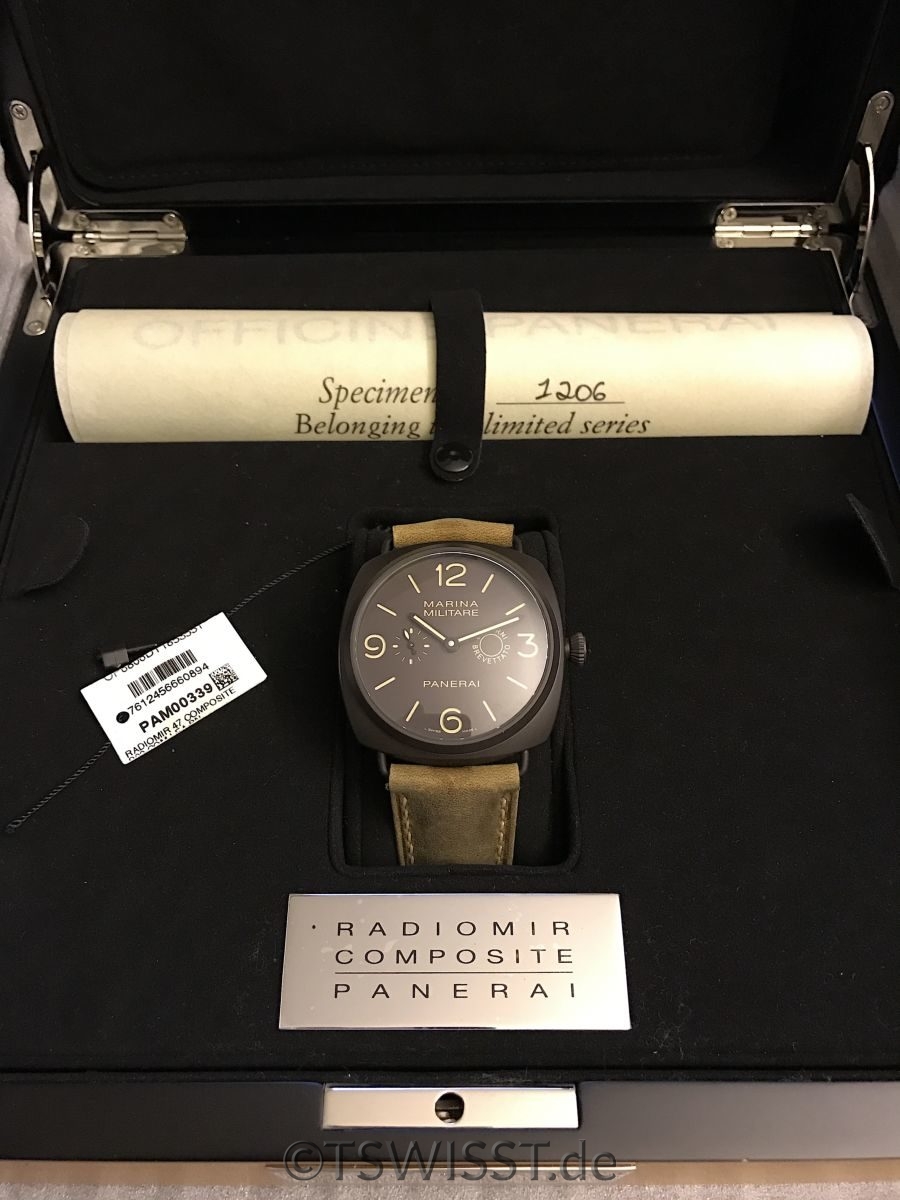 OFFICINE PANERAI
Specimen 1206
Belonging limited series
7612456660894
PAM00339
RADIOMIR 47 COMPOSITE
12
MARINA
MILITARE
9
3
BREVETTATO
PANERAI
6
RADIOMIR
COMPOSITE
PANERAI
©TSWISST.de